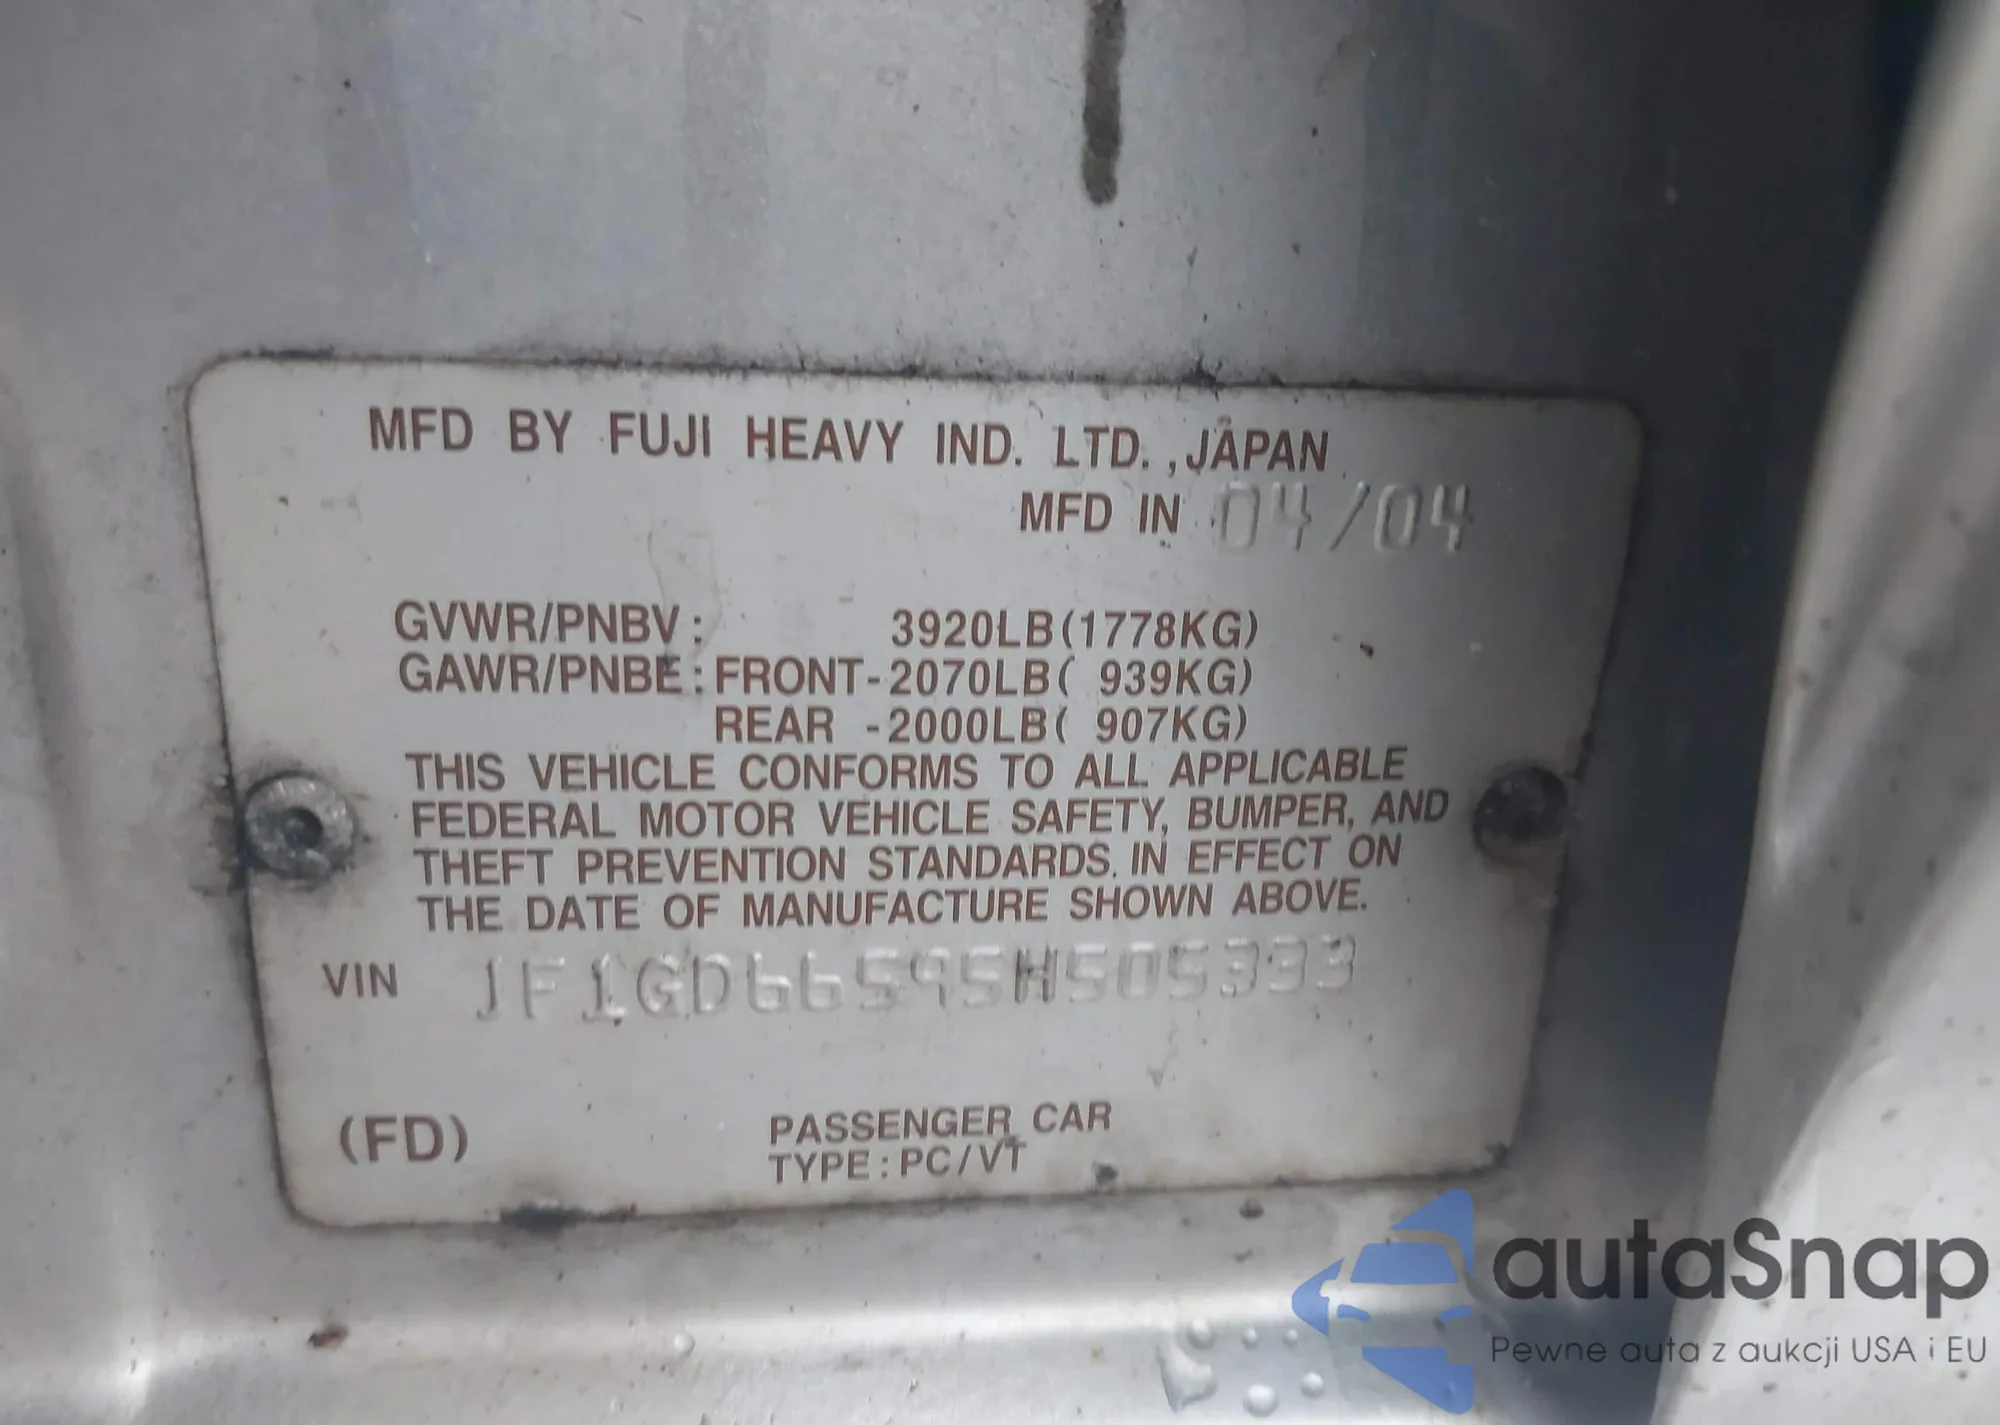 MFD BY FUJI HEAVY IND. LTD.,JAPAN
MFD IN 04/04
GVWR/PNBV: 3920LB(1778KG)
GAWR/PNBE:FRONT-2070LB( 939KG)
REAR -2000LB( 907KG)
THIS VEHICLE CONFORMS TO ALL APPLICABLE
FEDERAL MOTOR VEHICLE SAFETY, BUMPER, AND
THEFT PREVENTION STANDARDS. IN EFFECT ON
THE DATE OF MANUFACTURE SHOWN ABOVE.
VIN JF1GD66595H505333
(FD)
PASSENGER CAR
TYPE:PC/VT
autaSnap
Pewne auta z aukcji USA i EU